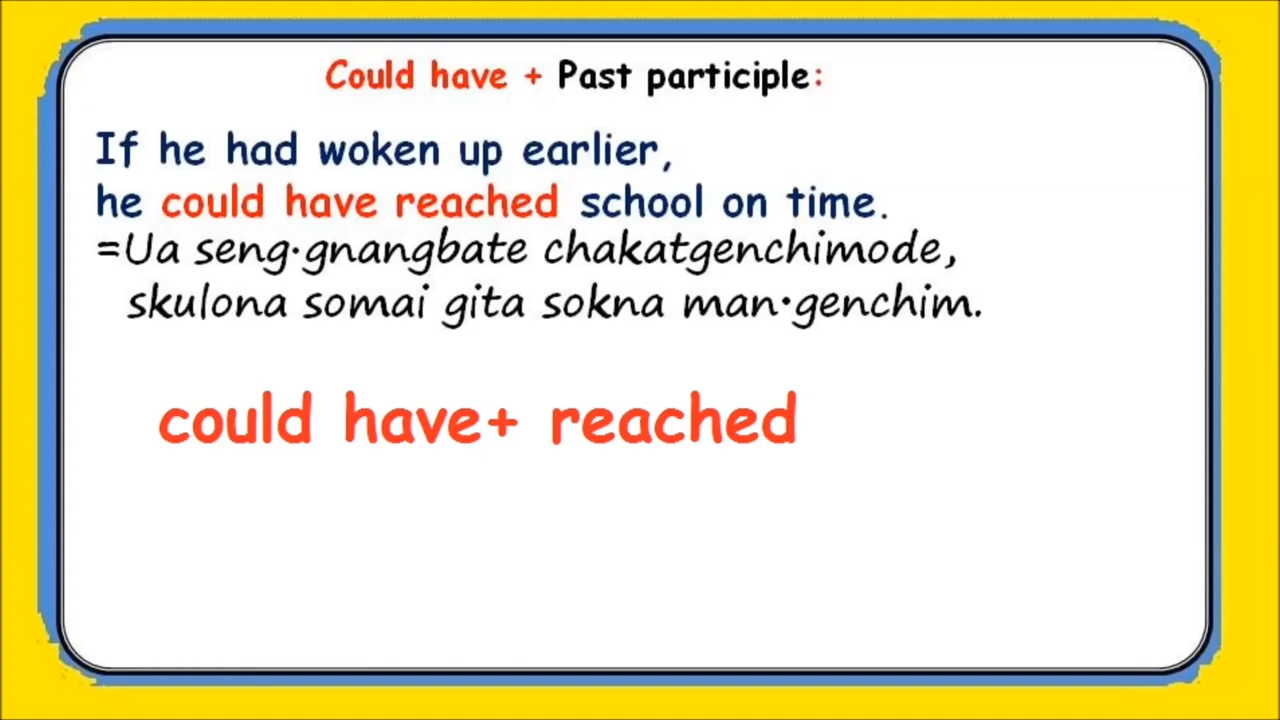 Could have + Past participle:
If he had woken up earlier,
he could have reached school on time.
=Ua seng·gnangbate chakatgenchimode,
skulona somai gita sokna man·genchim.
could have+ reached